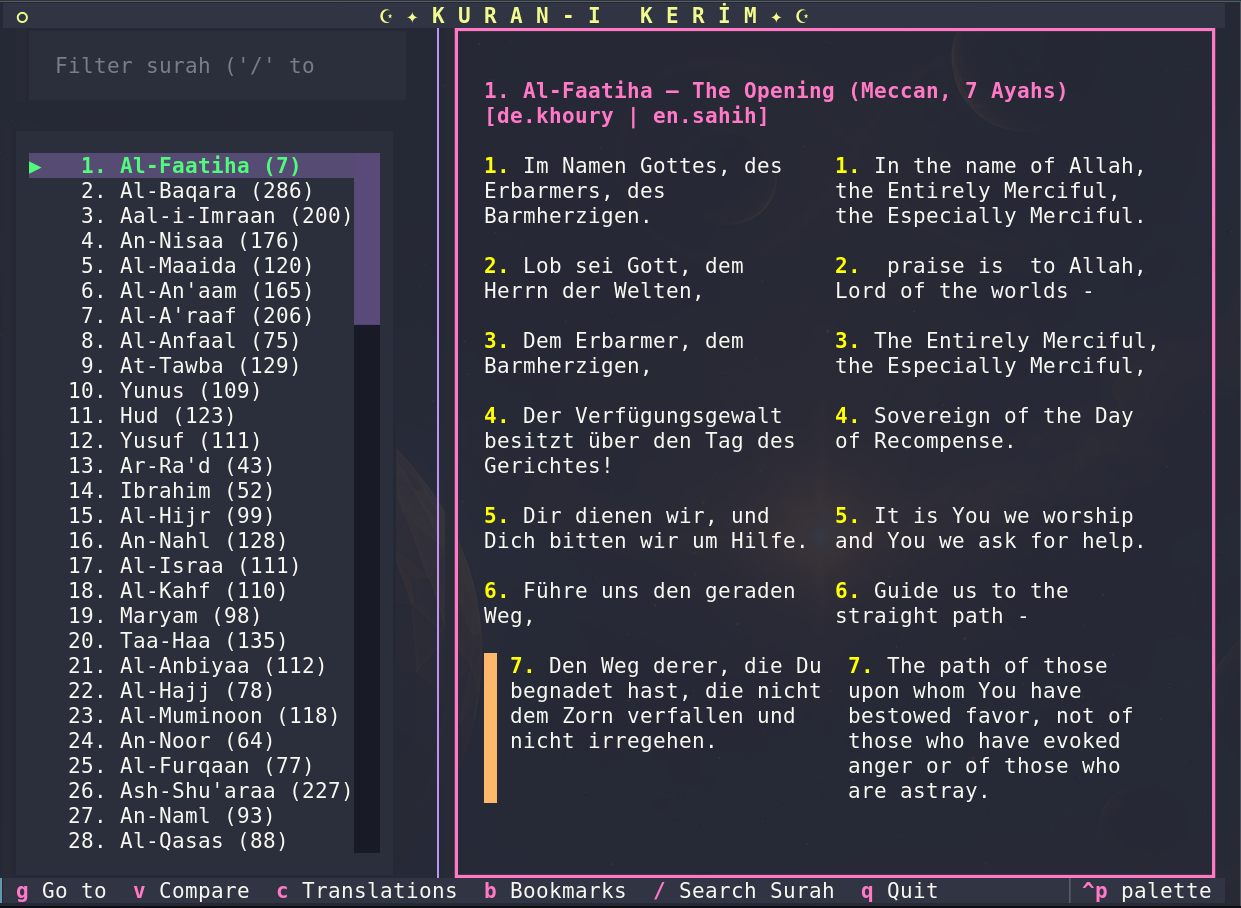 ☪ ✦ K U R A N - I   K E R İ M ✦ ☪
Filter surah ('/' to
▶ 1. Al-Faatiha (7)
2. Al-Baqara (286)
3. Aal-i-Imraan (200)
4. An-Nisaa (176)
5. Al-Maaida (120)
6. Al-An'aam (165)
7. Al-A'raaf (206)
8. Al-Anfaal (75)
9. At-Tawba (129)
10. Yunus (109)
11. Hud (123)
12. Yusuf (111)
13. Ar-Ra'd (43)
14. Ibrahim (52)
15. Al-Hijr (99)
16. An-Nahl (128)
17. Al-Israa (111)
18. Al-Kahf (110)
19. Maryam (98)
20. Taa-Haa (135)
21. Al-Anbiyaa (112)
22. Al-Hajj (78)
23. Al-Muminoon (118)
24. An-Noor (64)
25. Al-Furqaan (77)
26. Ash-Shu'araa (227)
27. An-Naml (93)
28. Al-Qasas (88)
1. Al-Faatiha — The Opening (Meccan, 7 Ayahs)
[de.khoury | en.sahih]
1. Im Namen Gottes, des
Erbarmers, des
Barmherzigen.
2. Lob sei Gott, dem
Herrn der Welten,
3. Dem Erbarmer, dem
Barmherzigen,
4. Der Verfügungsgewalt
besitzt über den Tag des
Gerichtes!
5. Dir dienen wir, und
Dich bitten wir um Hilfe.
6. Führe uns den geraden
Weg,
7. Den Weg derer, die Du
begnadet hast, die nicht
dem Zorn verfallen und
nicht irregehen.
1. In the name of Allah,
the Entirely Merciful,
the Especially Merciful.
2.  praise is  to Allah,
Lord of the worlds -
3. The Entirely Merciful,
the Especially Merciful,
4. Sovereign of the Day
of Recompense.
5. It is You we worship
and You we ask for help.
6. Guide us to the
straight path -
7. The path of those
upon whom You have
bestowed favor, not of
those who have evoked
anger or of those who
are astray.
g Go to  v Compare  c Translations  b Bookmarks  / Search Surah  q Quit  ^p palette